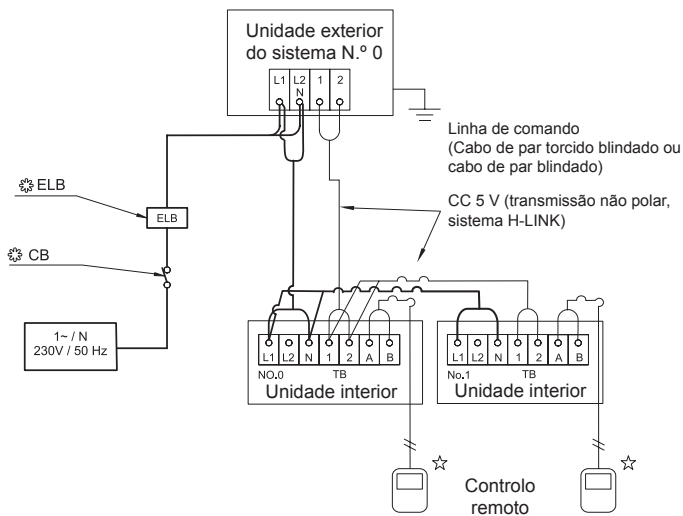 Unidade exterior
do sistema N.º 0
L1 L2 N 1 2
Linha de comando
(Cabo de par torcido blindado ou
cabo de par blindado)
ELB
ELB
CC 5 V (transmissão não polar,
sistema H-LINK)
CB
1~ / N
230V / 50 Hz
L1 L2 N 1 2 A B
NO.0 TB
Unidade interior
L1 L2 N 1 2 A B
No.1 TB
Unidade interior
Controlo
remoto